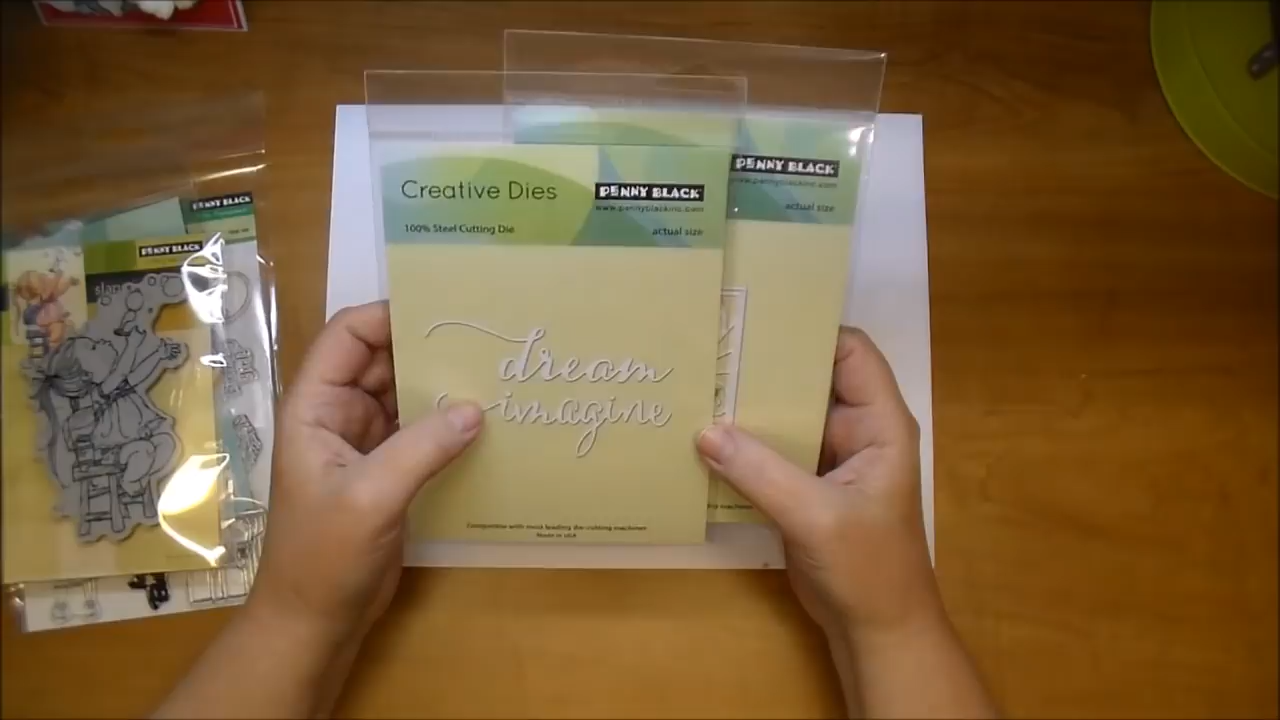 Creative Dies
PENNY BLACK
www.pennyblackinc.com
100% Steel Cutting Die
actual size
dream
imagine
Compatible with most leading die-cutting machines
Made in USA
PENNY BLACK
www.pennyblackinc.com
actual size
machines
PENNY BLACK
PENNY BLACK